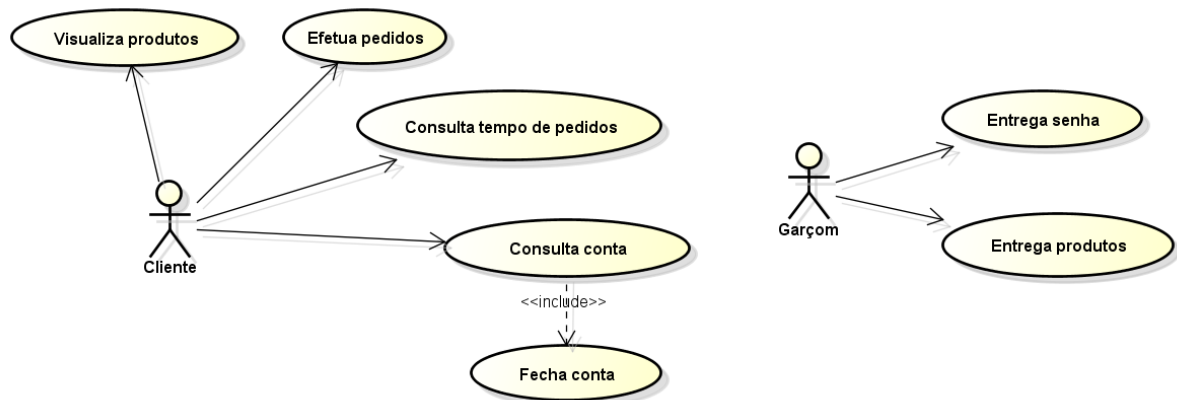 Visualiza produtos
Efetua pedidos
Consulta tempo de pedidos
Entrega senha
Garçom
Consulta conta
Entrega produtos
Cliente
<<include>>
Fecha conta